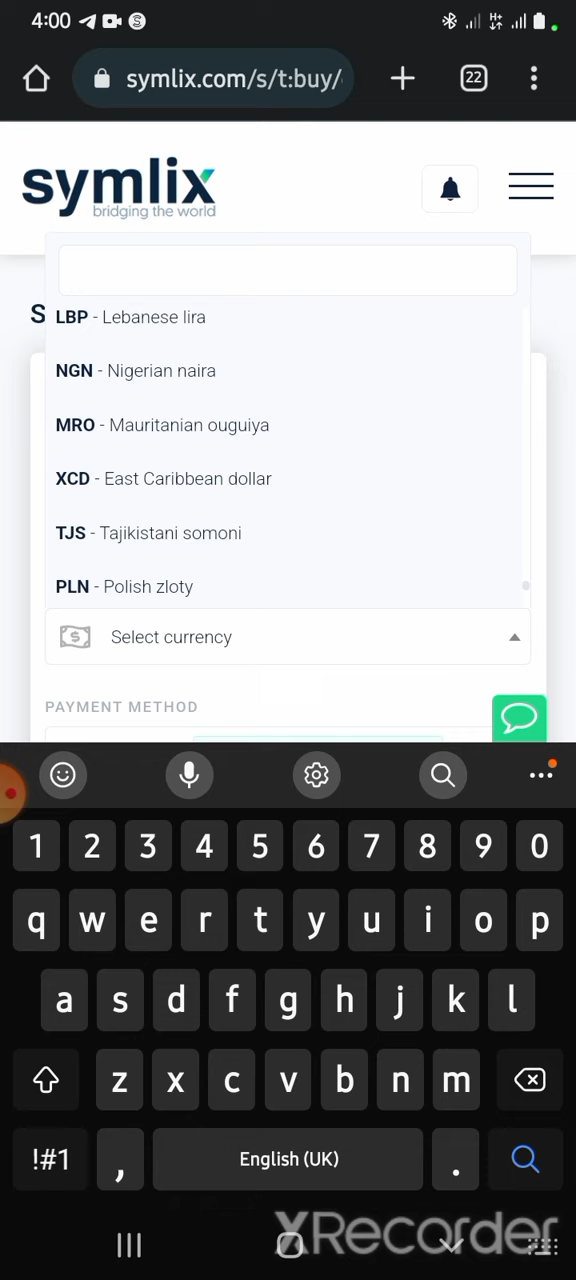 4:00
symlix.com/s/t:buy/
22
symlix
bridging the world
S
LBP - Lebanese lira
NGN - Nigerian naira
MRO - Mauritanian ouguiya
XCD - East Caribbean dollar
TJS - Tajikistani somoni
PLN - Polish zloty
Select currency
PAYMENT METHOD
1 2 3 4 5 6 7 8 9 0
q w e r t y u i o p
a s d f g h j k l
z x c v b n m
!#1 , English (UK) .
XRecorder